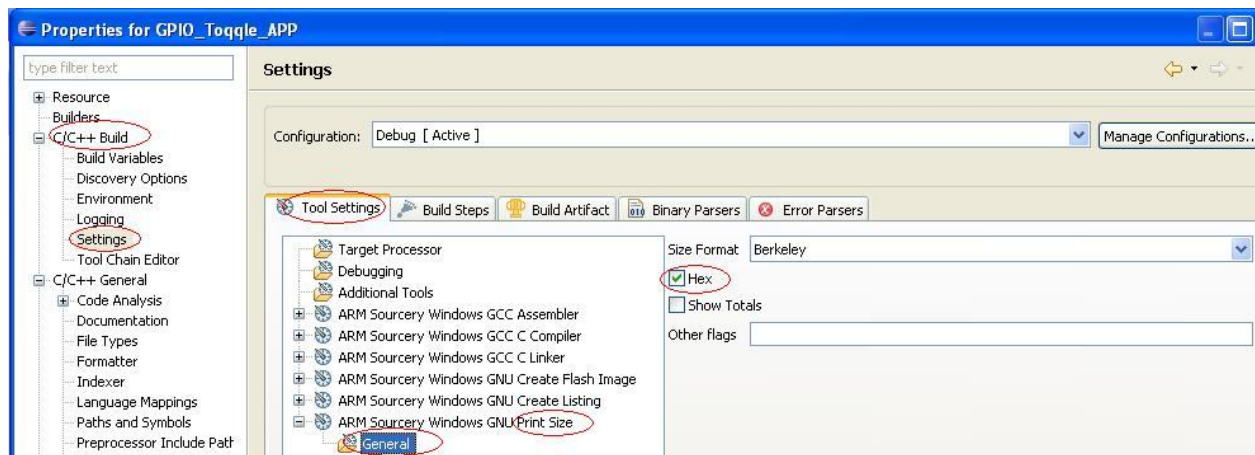 Properties for GPIO_Toqqle_APP
type filter text
Resource
Builders
C/C++ Build
Build Variables
Discovery Options
Environment
Logging
Settings
Tool Chain Editor
C/C++ General
Code Analysis
Documentation
File Types
Formatter
Indexer
Language Mappings
Paths and Symbols
Preprocessor Include Path
Settings
Configuration: Debug [ Active ]
Manage Configurations..
Tool Settings Build Steps Build Artifact Binary Parsers Error Parsers
Target Processor
Debugging
Additional Tools
ARM Sourcery Windows GCC Assembler
ARM Sourcery Windows GCC C Compiler
ARM Sourcery Windows GCC C Linker
ARM Sourcery Windows GNU Create Flash Image
ARM Sourcery Windows GNU Create Listing
ARM Sourcery Windows GNU Print Size
General
Size Format Berkeley
Hex
Show Totals
Other flags